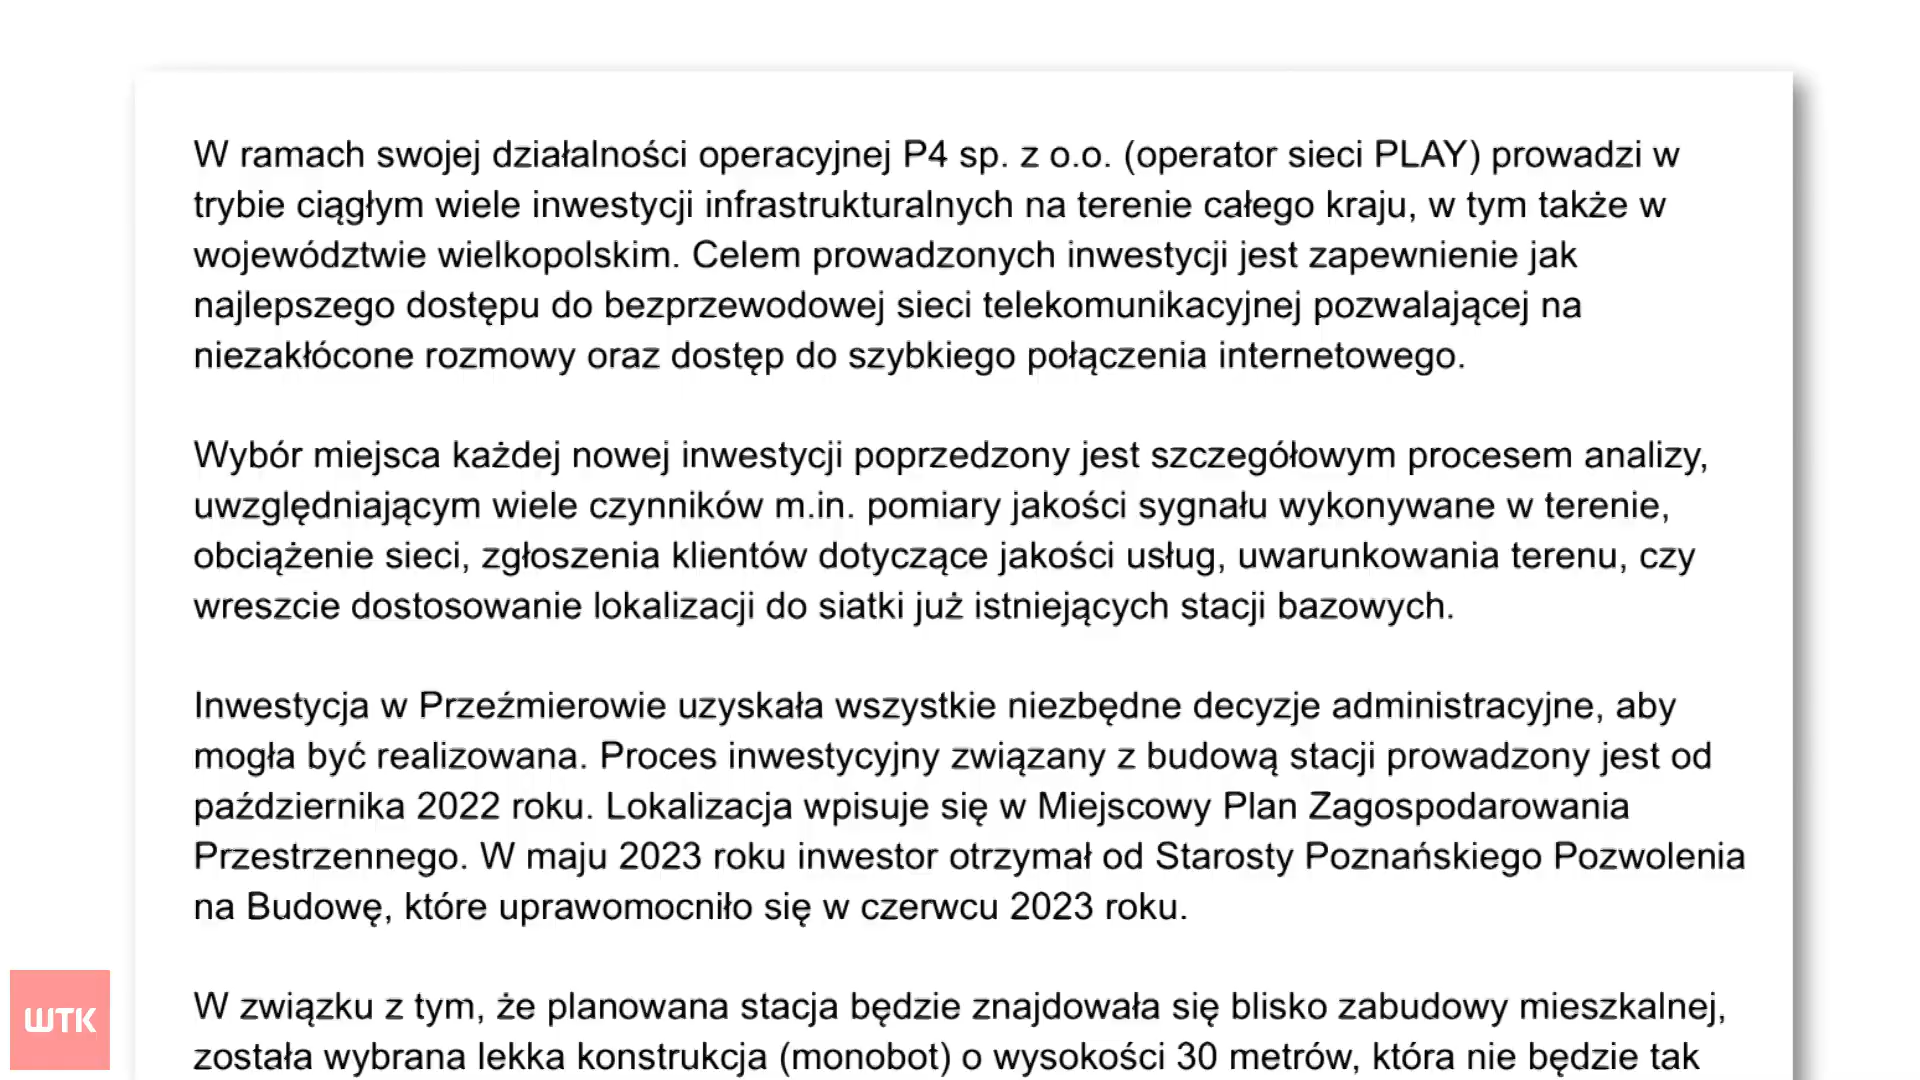 W ramach swojej działalności operacyjnej P4 sp. z o.o. (operator sieci PLAY) prowadzi w
trybie ciągłym wiele inwestycji infrastrukturalnych na terenie całego kraju, w tym także w
województwie wielkopolskim. Celem prowadzonych inwestycji jest zapewnienie jak
najlepszego dostępu do bezprzewodowej sieci telekomunikacyjnej pozwalającej na
niezakłócone rozmowy oraz dostęp do szybkiego połączenia internetowego.
Wybór miejsca każdej nowej inwestycji poprzedzony jest szczegółowym procesem analizy,
uwzględniającym wiele czynników m.in. pomiary jakości sygnału wykonywane w terenie,
obciążenie sieci, zgłoszenia klientów dotyczące jakości usług, uwarunkowania terenu, czy
wreszcie dostosowanie lokalizacji do siatki już istniejących stacji bazowych.
Inwestycja w Przeźmierowie uzyskała wszystkie niezbędne decyzje administracyjne, aby
mogła być realizowana. Proces inwestycyjny związany z budową stacji prowadzony jest od
października 2022 roku. Lokalizacja wpisuje się w Miejscowy Plan Zagospodarowania
Przestrzennego. W maju 2023 roku inwestor otrzymał od Starosty Poznańskiego Pozwolenia
na Budowę, które uprawomocniło się w czerwcu 2023 roku.
W związku z tym, że planowana stacja będzie znajdowała się blisko zabudowy mieszkalnej,
została wybrana lekka konstrukcja (monobot) o wysokości 30 metrów, która nie będzie tak
WTK